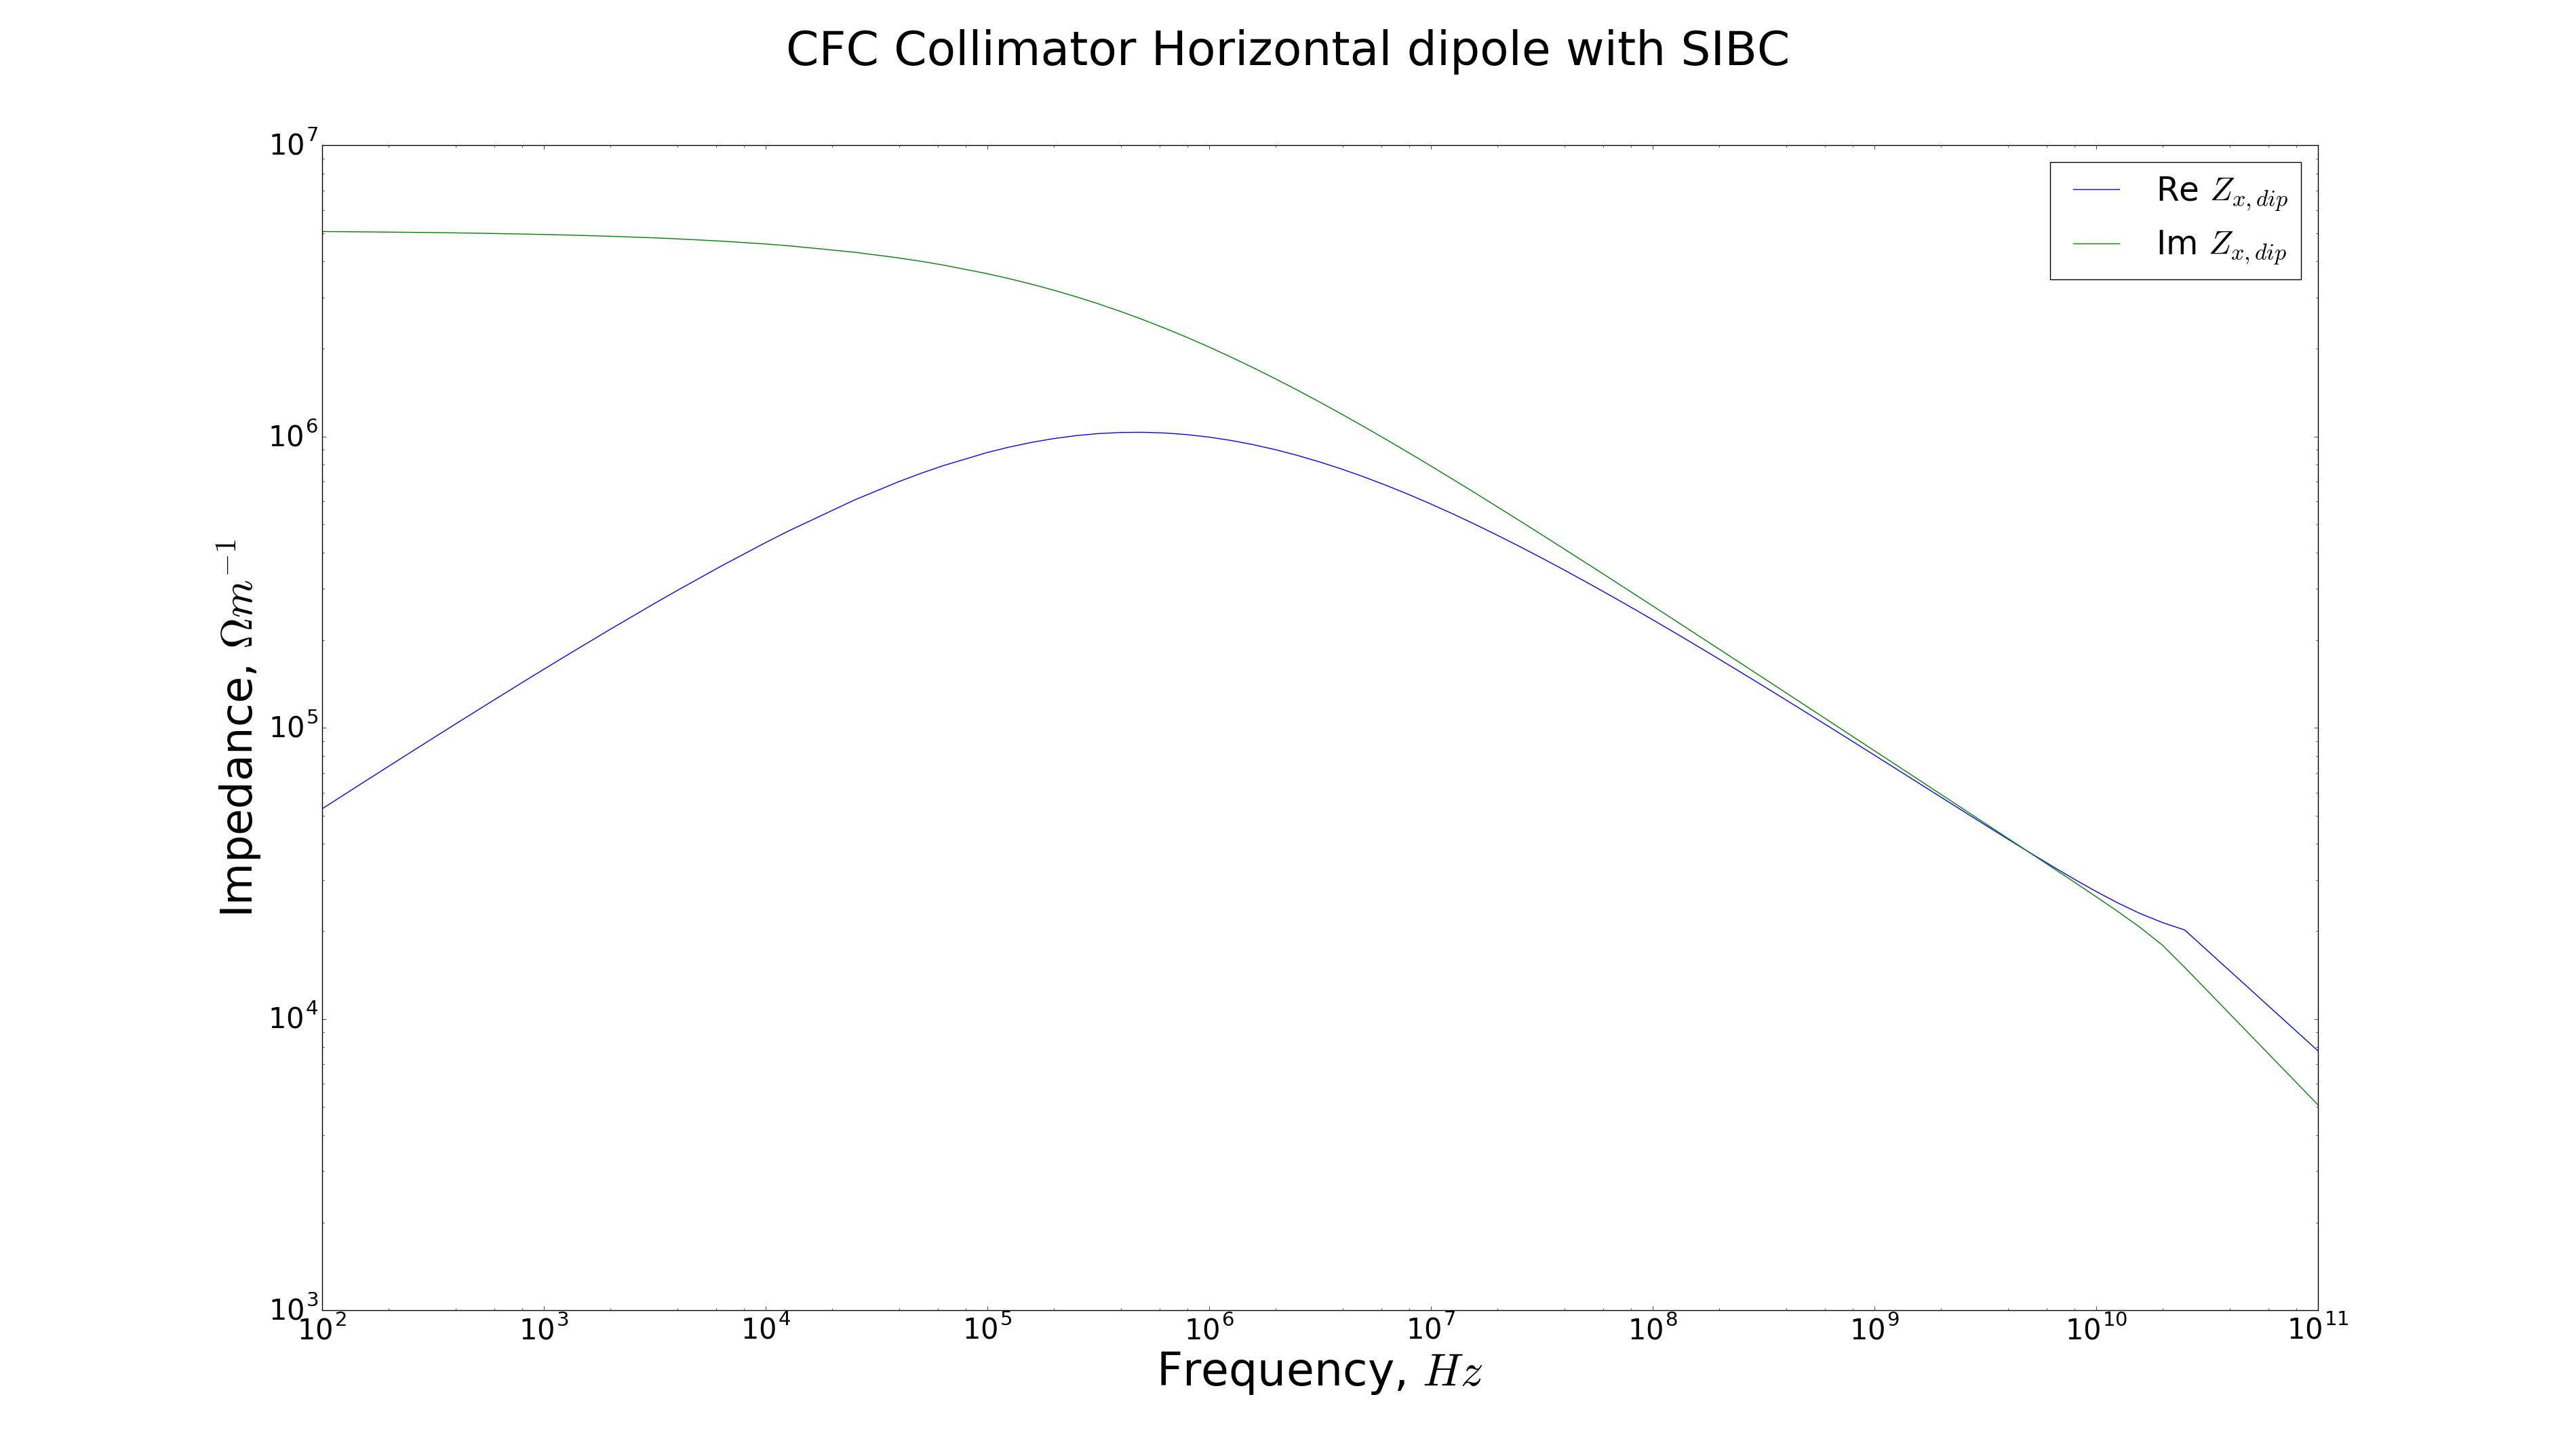 CFC Collimator Horizontal dipole with SIBC
10^7
10^6
10^5
10^4
10^3
Impedance, Ωm^−1
Re Z_{x, dip}
Im Z_{x, dip}
10^2 10^3 10^4 10^5 10^6 10^7 10^8 10^9 10^10 10^11
Frequency, Hz